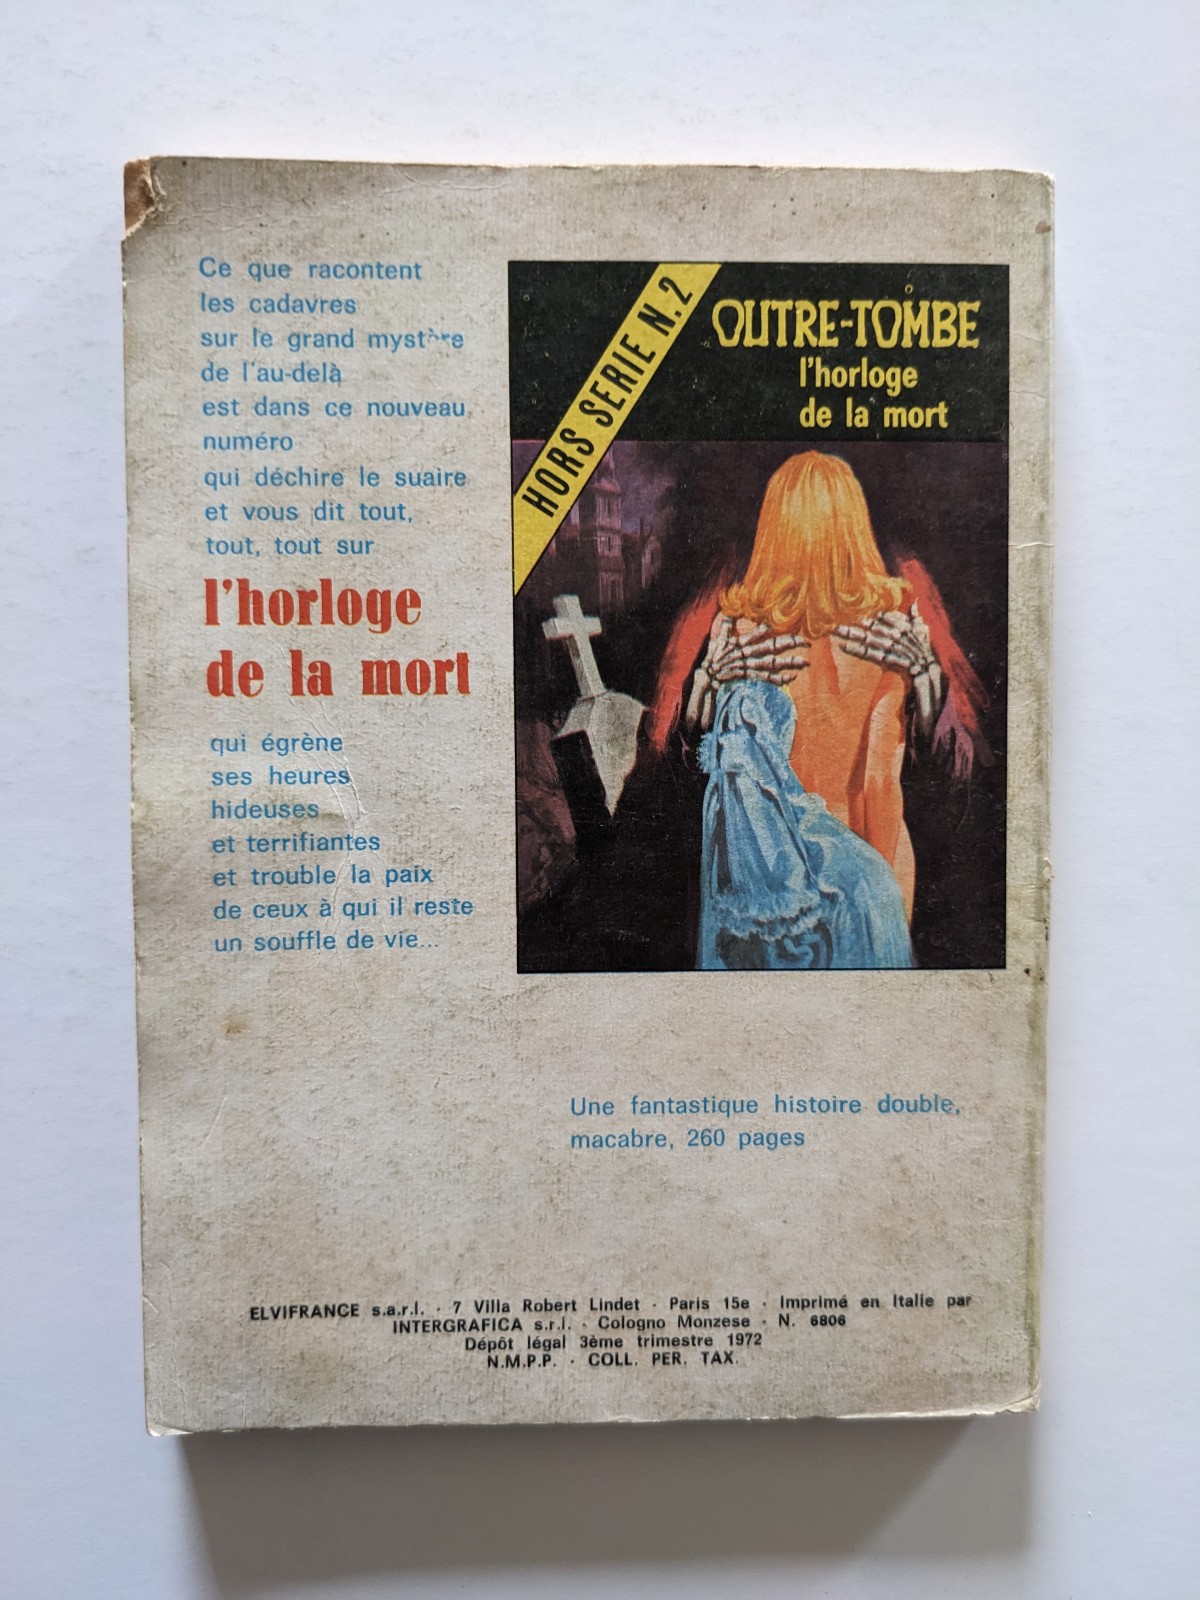 Ce que racontent
les cadavres
sur le grand mystère
de l'au-delà
est dans ce nouveau
numéro
qui déchire le suaire
et vous dit tout,
tout, tout sur
l'horloge
de la mort
qui égrène
ses heures
hideuses
et terrifiantes
et trouble la paix
de ceux à qui il reste
un souffle de vie...
HORS SERIE N.2
OUTRE-TOMBE
l'horloge
de la mort
Une fantastique histoire double,
macabre, 260 pages
ELVIFRANCE s.a.r.l. · 7 Villa Robert Lindet · Paris 15e · Imprimé en Italie par
INTERGRAFICA s.r.l. · Cologno Monzese · N. 6806
Dépôt légal 3ème trimestre 1972
N.M.P.P. · COLL. PER. TAX.